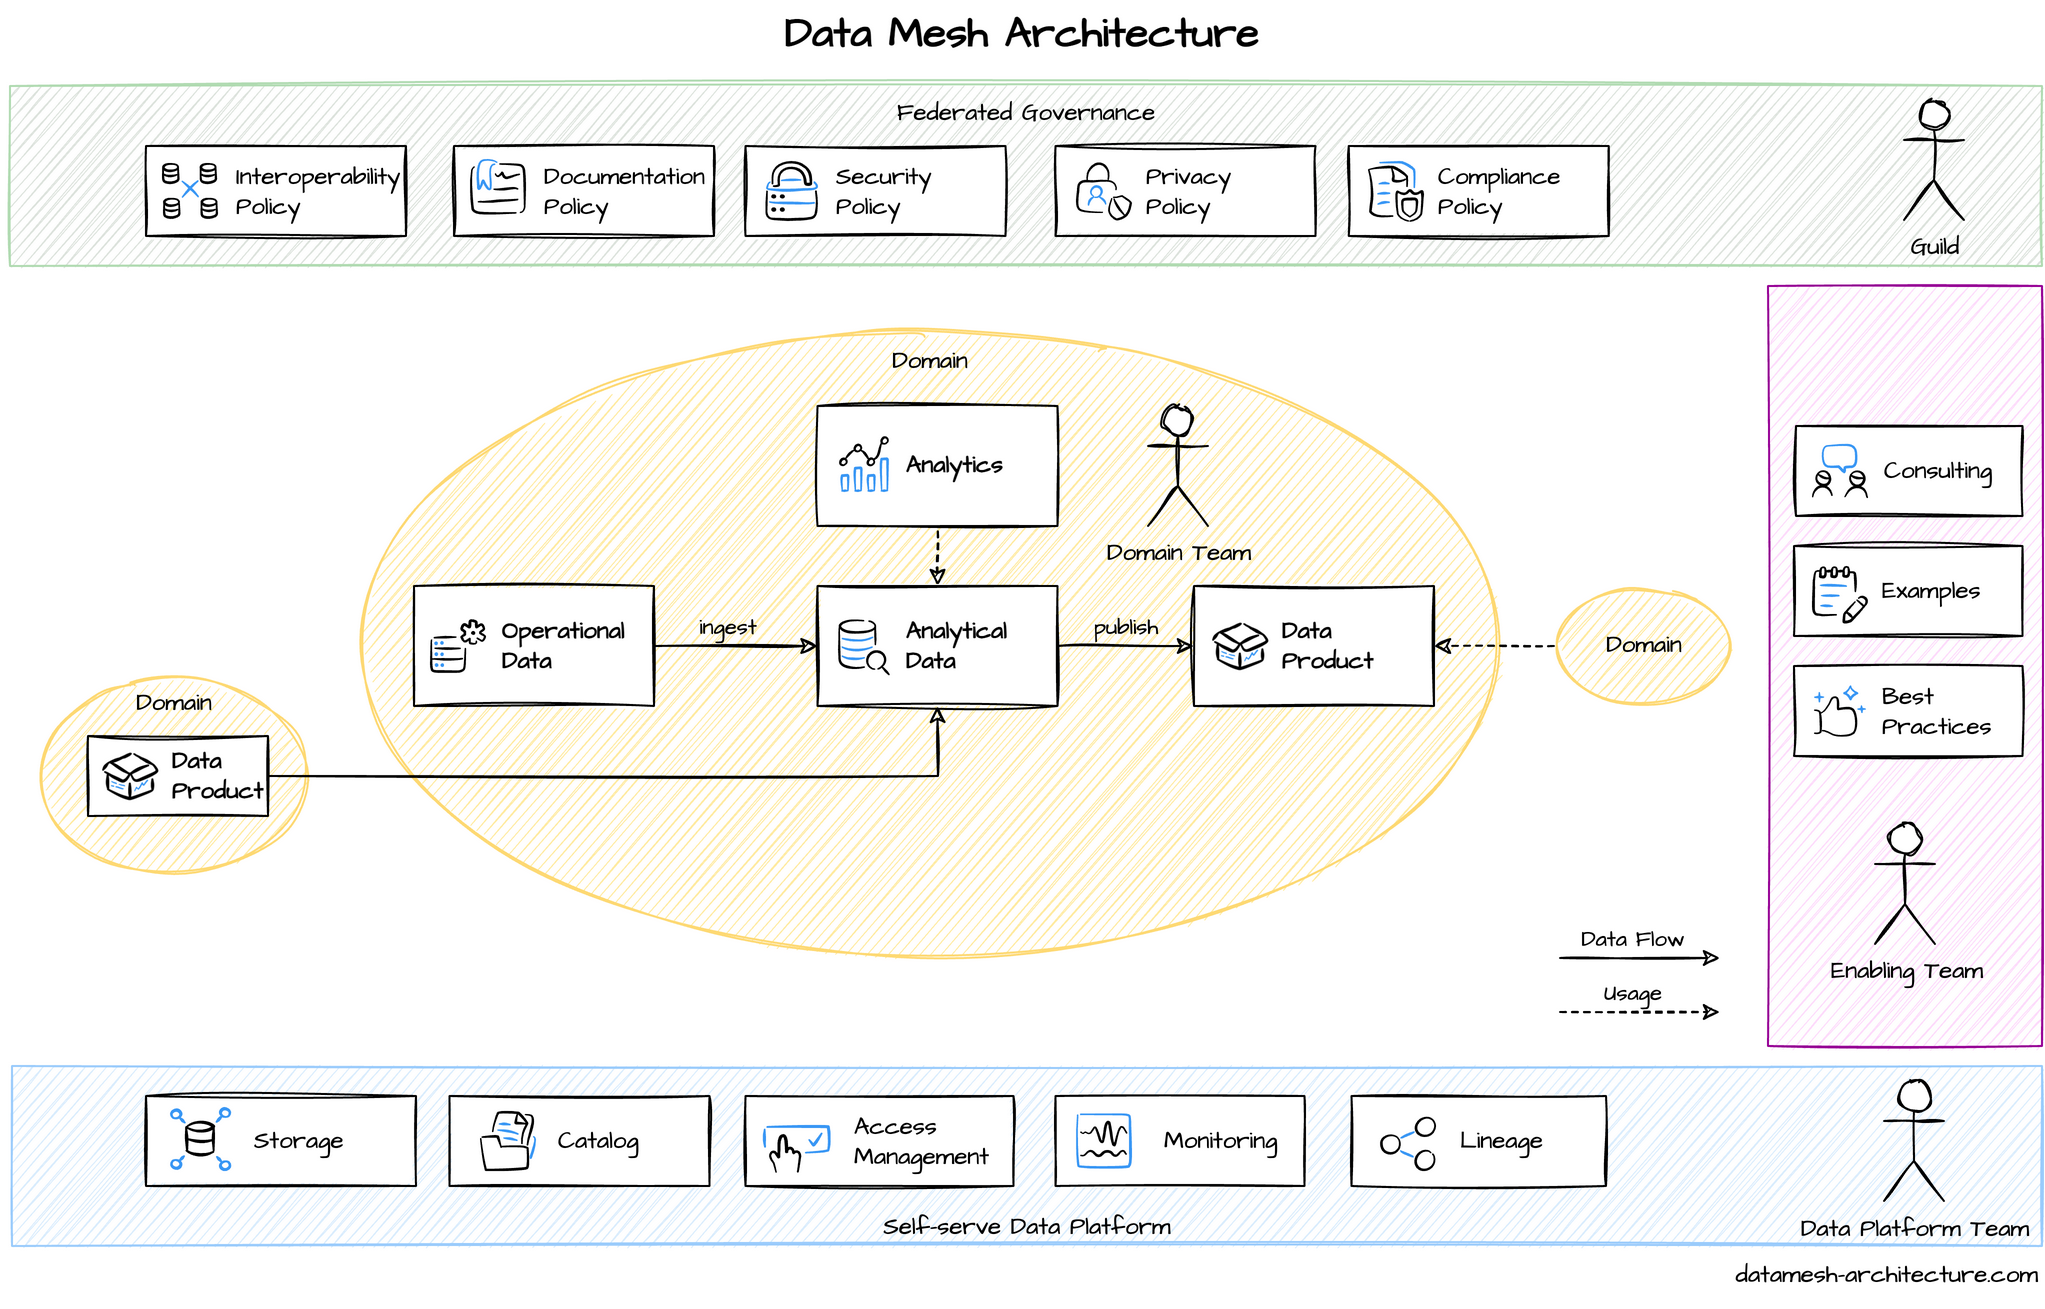 Data Mesh Architecture
Federated Governance
Interoperability
Policy
Documentation
Policy
Security
Policy
Privacy
Policy
Compliance
Policy
Guild
Domain
Analytics
Domain Team
Operational
Data
ingest
Analytical
Data
publish
Data
Product
Domain
Domain
Data
Product
Consulting
Examples
Best
Practices
Enabling Team
Data Flow
Usage
Storage
Catalog
Access
Management
Monitoring
Lineage
Self-serve Data Platform
Data Platform Team
datamesh-architecture.com